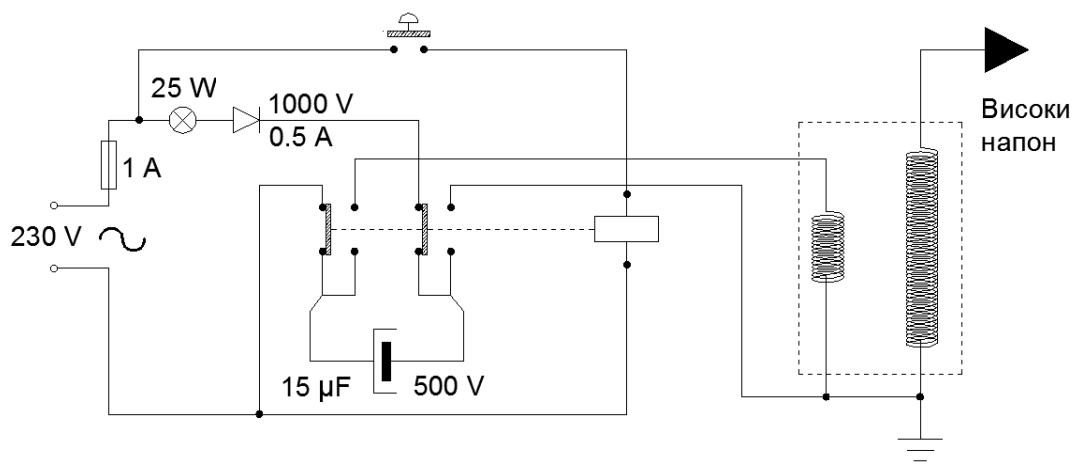 25 W
1000 V
0.5 A
1 A
230 V
15 µF
500 V
Високи
напон